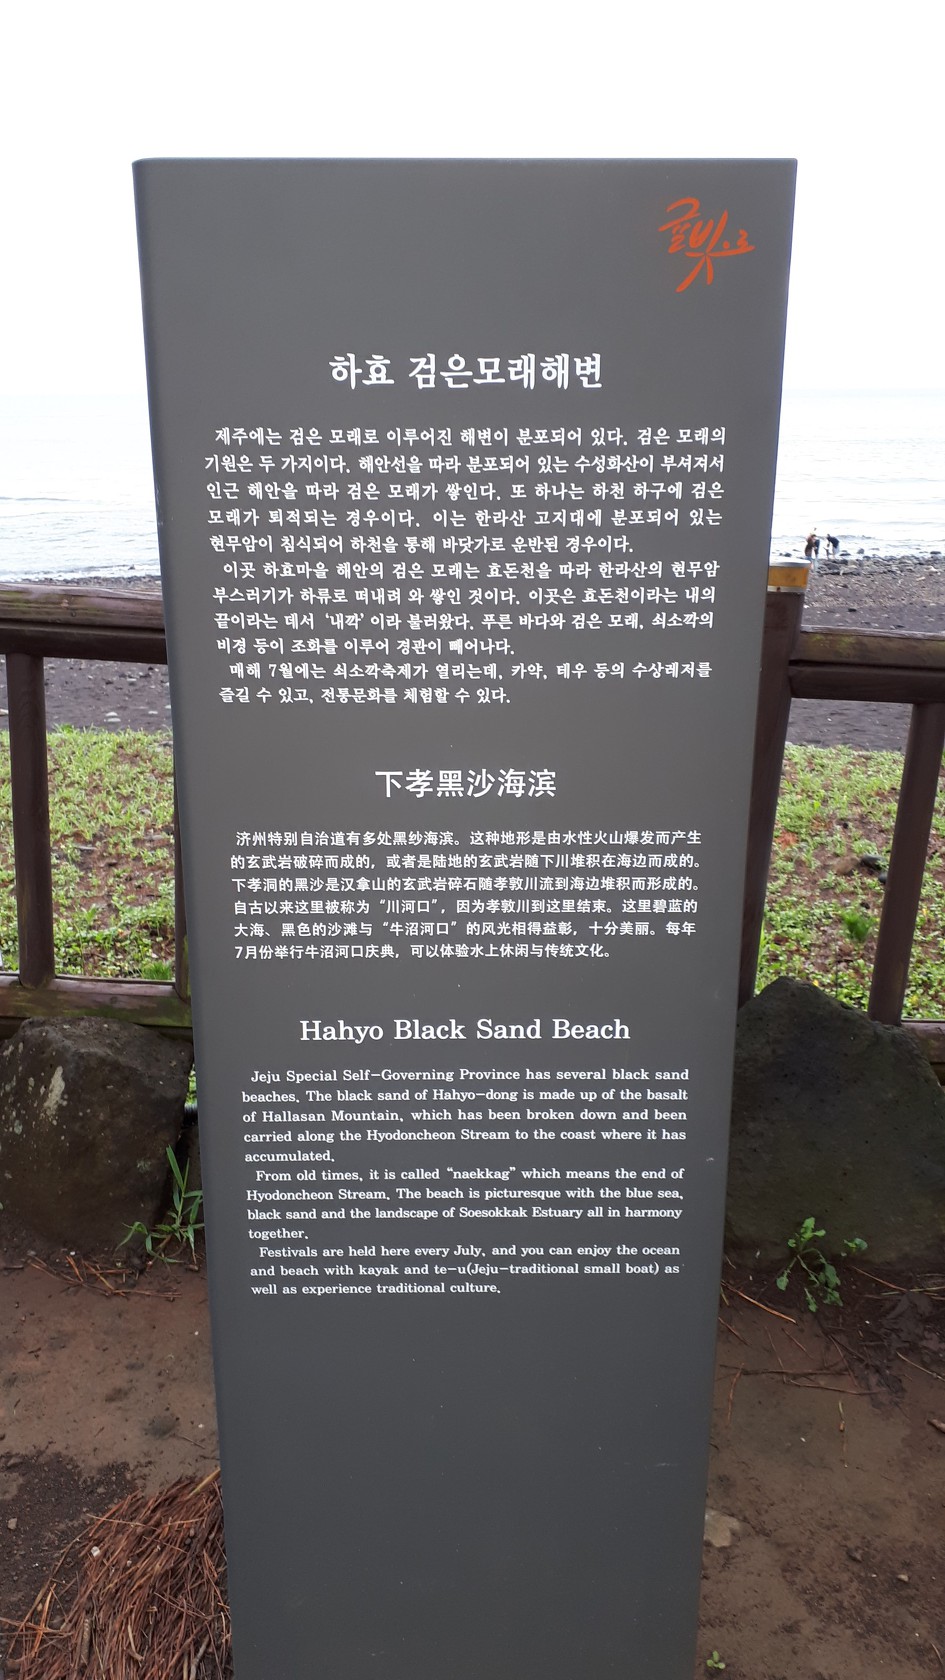 귤빛으로
하효 검은모래해변
제주에는 검은 모래로 이루어진 해변이 분포되어 있다. 검은 모래의
기원은 두 가지이다. 해안선을 따라 분포되어 있는 수성화산이 부셔져서
인근 해안을 따라 검은 모래가 쌓인다. 또 하나는 하천 하구에 검은
모래가 퇴적되는 경우이다. 이는 한라산 고지대에 분포되어 있는
현무암이 침식되어 하천을 통해 바닷가로 운반된 경우이다.
이곳 하효마을 해안의 검은 모래는 효돈천을 따라 한라산의 현무암
부스러기가 하류로 떠내려 와 쌓인 것이다. 이곳은 효돈천이라는 내의
끝이라는 데서 ‘내깍’ 이라 불러왔다. 푸른 바다와 검은 모래, 쇠소깍의
비경 등이 조화를 이루어 경관이 빼어나다.
매해 7월에는 쇠소깍축제가 열리는데, 카약, 테우 등의 수상레저를
즐길 수 있고, 전통문화를 체험할 수 있다.
下孝黑沙海滨
济州特别自治道有多处黑纱海滨。这种地形是由水性火山爆发而产生
的玄武岩破碎而成的，或者是陆地的玄武岩随下川堆积在海边而成的。
下孝洞的黑沙是汉拿山的玄武岩碎石随孝敦川流到海边堆积而形成的。
自古以来这里被称为“川河口”，因为孝敦川到这里结束。这里碧蓝的
大海、黑色的沙滩与“牛沼河口”的风光相得益彰，十分美丽。每年
7月份举行牛沼河口庆典，可以体验水上休闲与传统文化。
Hahyo Black Sand Beach
Jeju Special Self-Governing Province has several black sand
beaches. The black sand of Hahyo-dong is made up of the basalt
of Hallasan Mountain, which has been broken down and been
carried along the Hyodoncheon Stream to the coast where it has
accumulated.
From old times, it is called “naekkag” which means the end of
Hyodoncheon Stream. The beach is picturesque with the blue sea,
black sand and the landscape of Soesokkak Estuary all in harmony
together.
Festivals are held here every July, and you can enjoy the ocean
and beach with kayak and te-u(Jeju-traditional small boat) as
well as experience traditional culture.